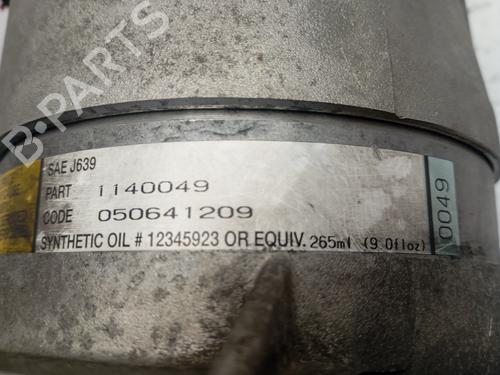 B-PARTS
SAE J639
PART 1140049
CODE 050641209
SYNTHETIC OIL # 12345923 OR EQUIV. 265ml (9.0floz)
0049